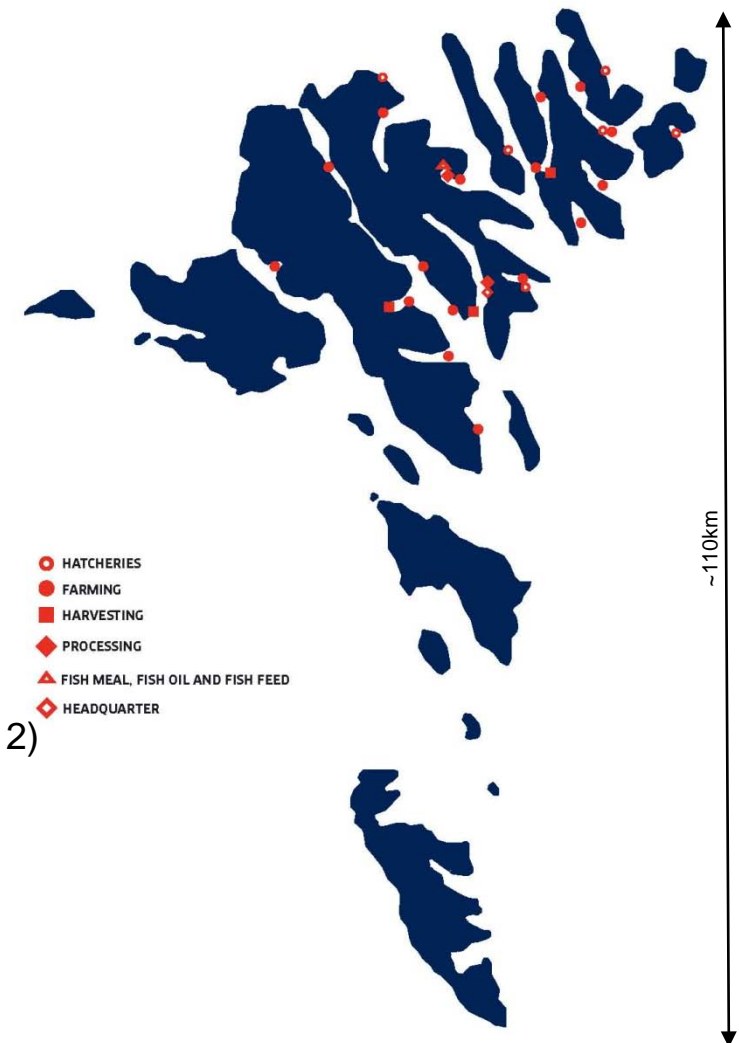 HATCHERIES
FARMING
HARVESTING
PROCESSING
FISH MEAL, FISH OIL AND FISH FEED
HEADQUARTER
2)
~110km